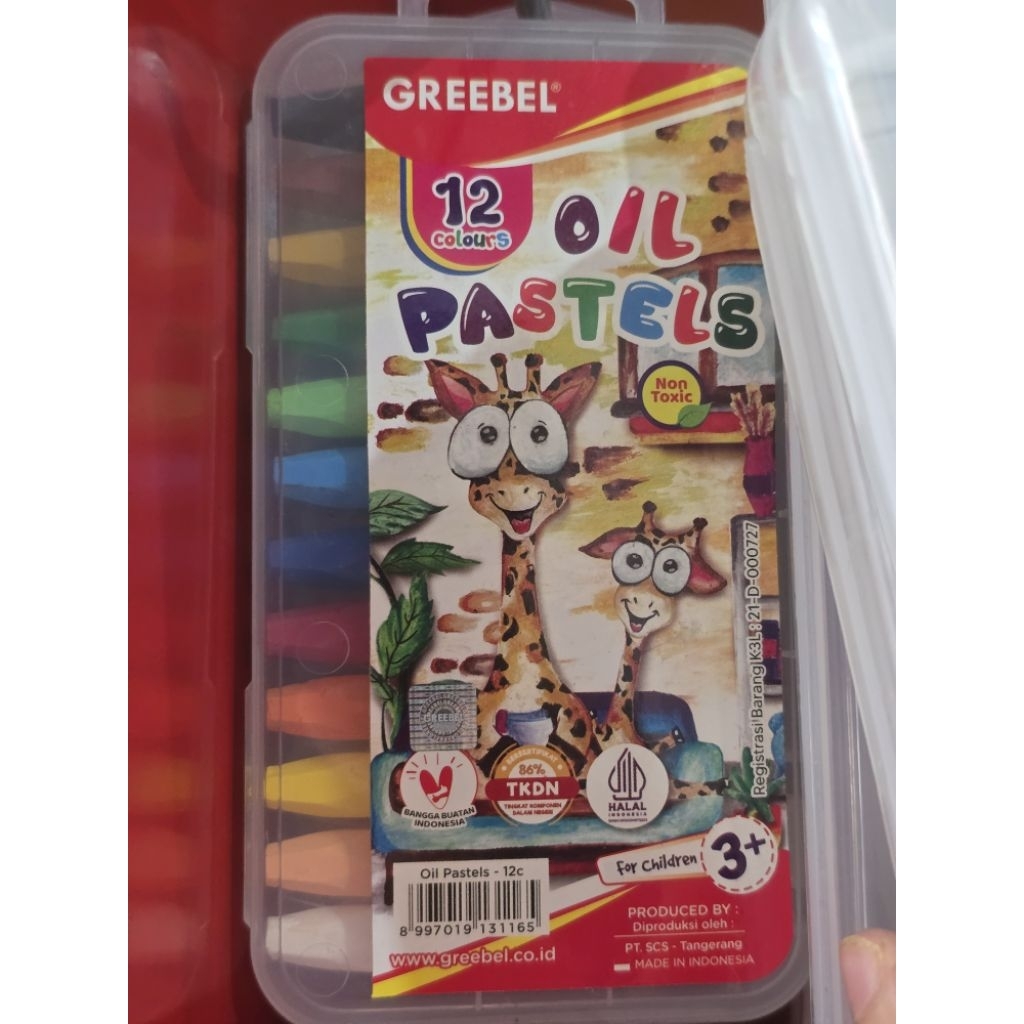 GREEBEL®
12
colours
OIL
PASTELS
Non
Toxic
Registrasi Barang K3L : 21-D-000727
GREEBEL
BANGGA BUATAN
INDONESIA
BERSERTIFIKAT
86%
TKDN
TINGKAT KOMPONEN
DALAM NEGERI
HALAL
INDONESIA
For Children
3+
Oil Pastels - 12c
8 997019 131165
PRODUCED BY :
Diproduksi oleh :
PT. SCS - Tangerang
MADE IN INDONESIA
www.greebel.co.id